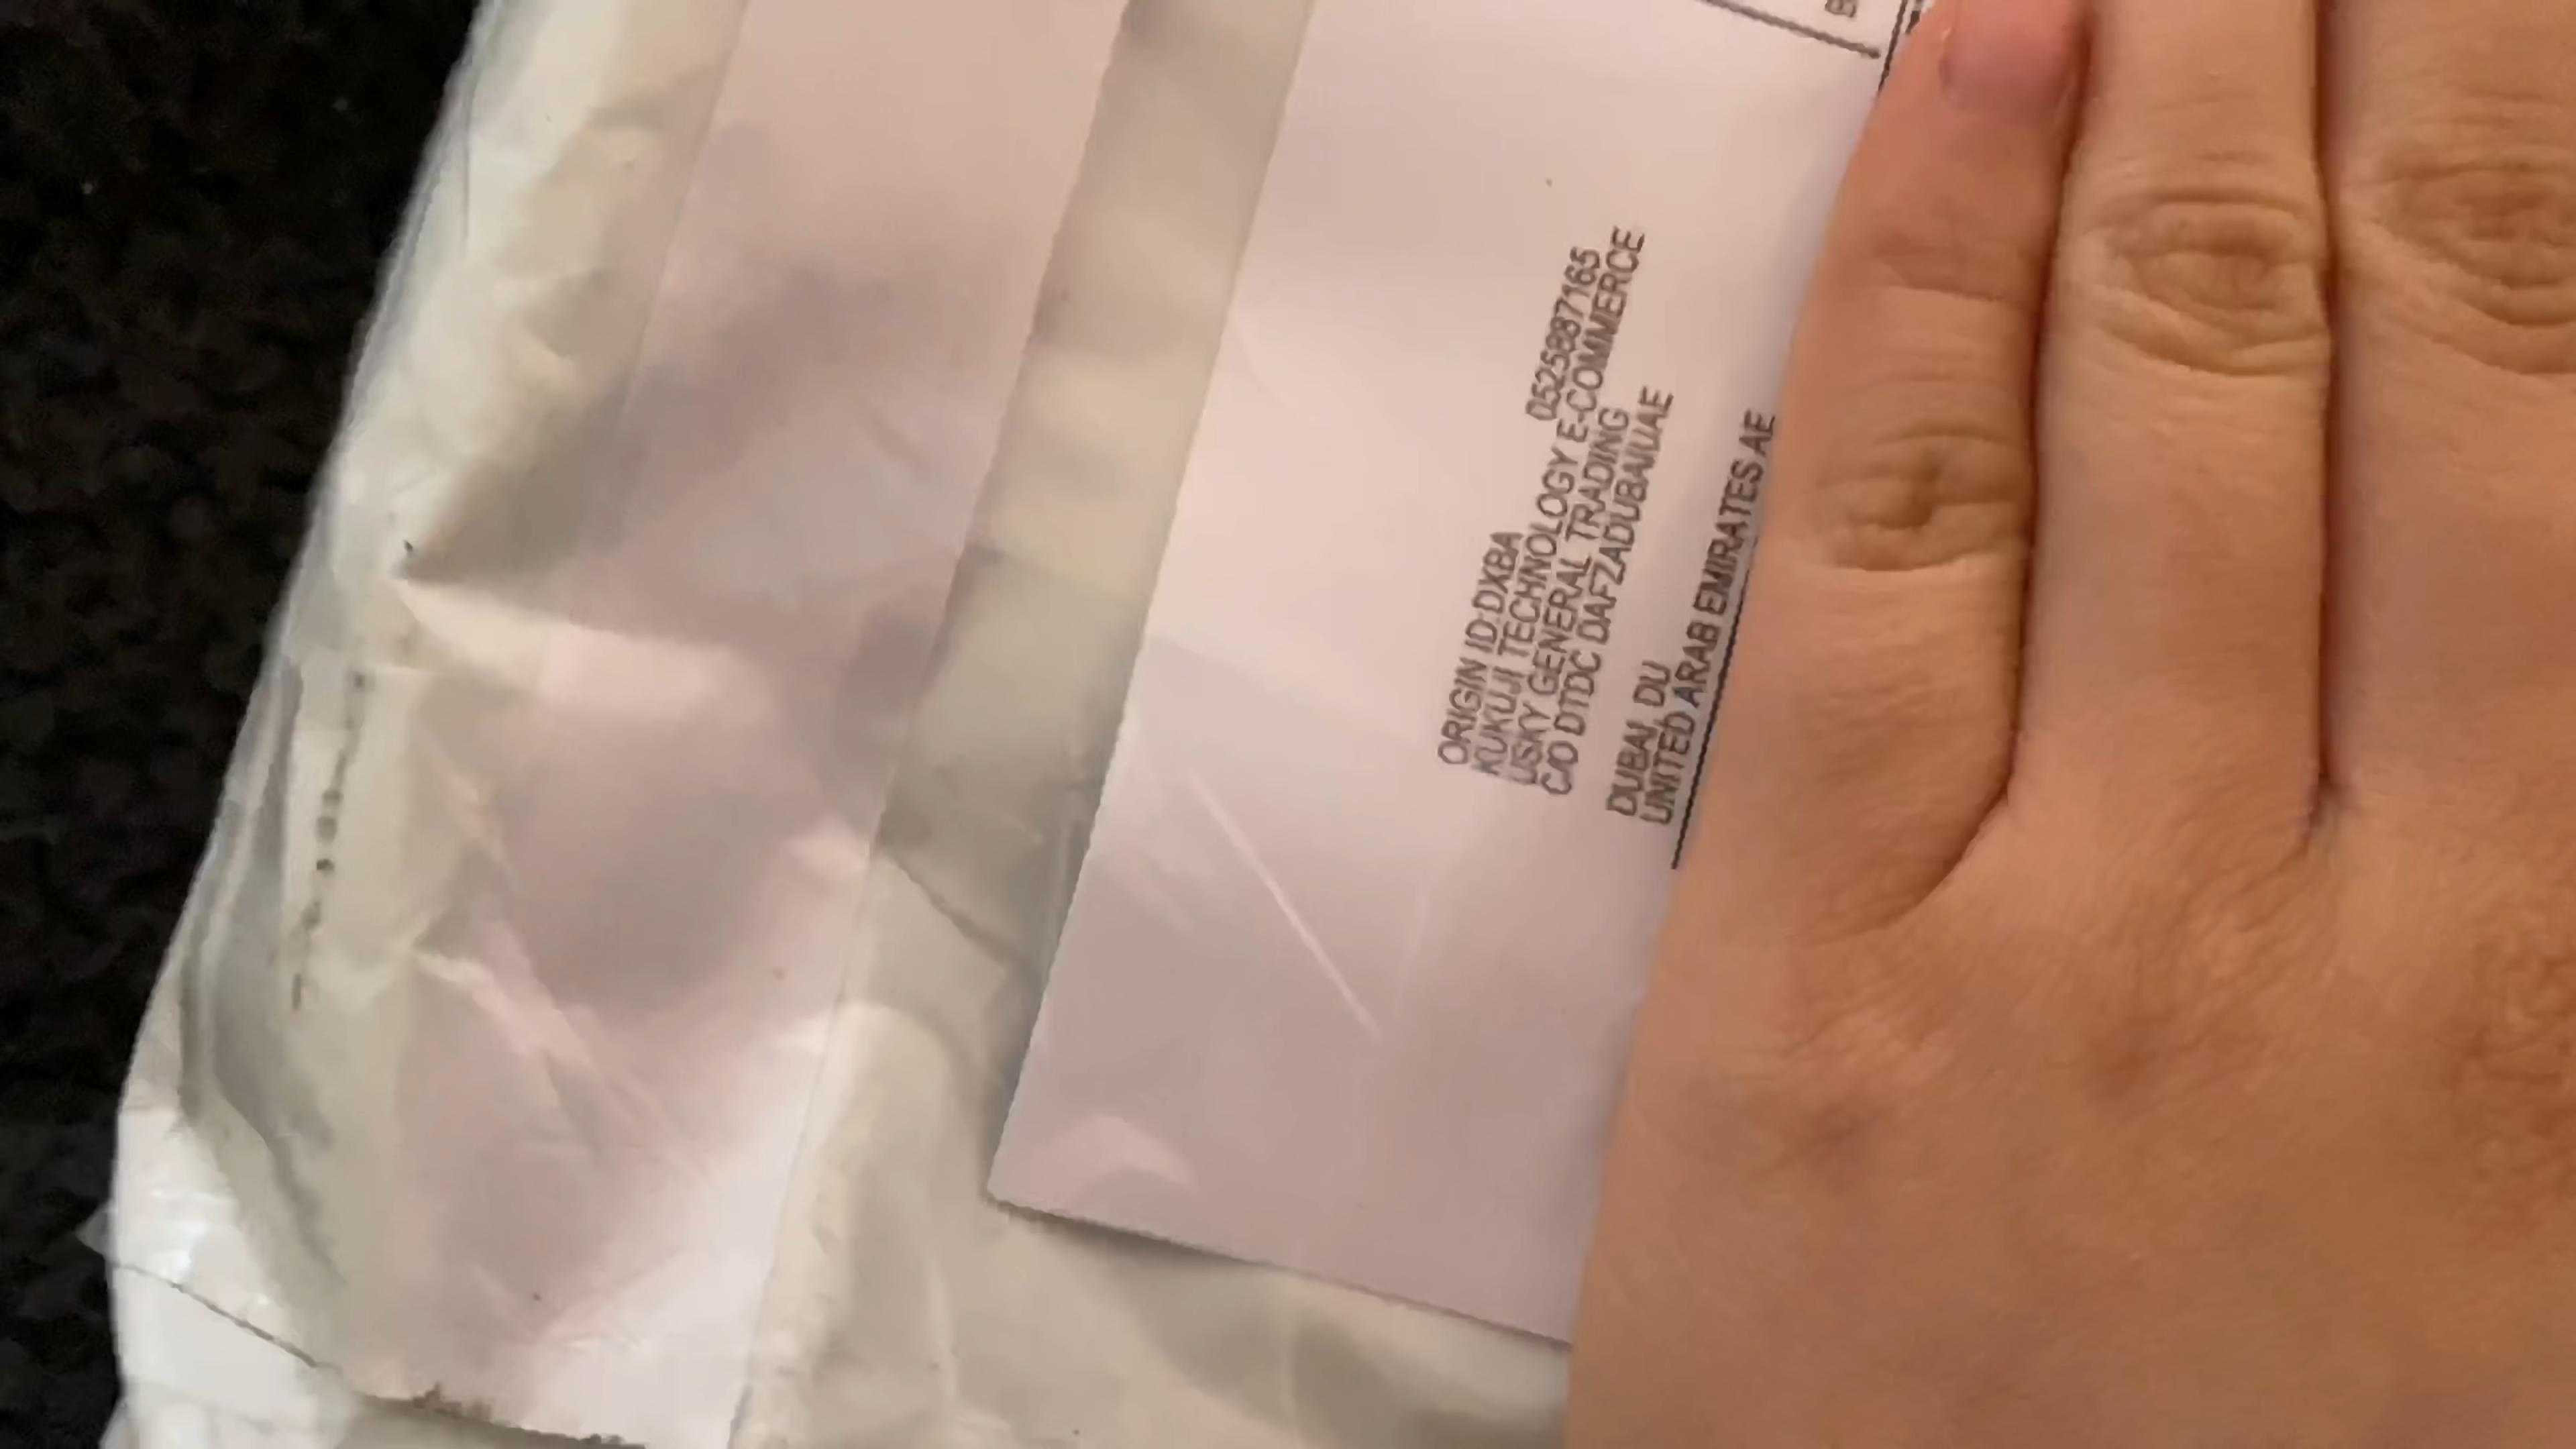 ORIGIN ID:DXBA 0525887165
KUKUJI TECHNOLOGY E-COMMERCE
USKY GENERAL TRADING
C/O DTDC DAFZADUBAIUAE
DUBAI, DU
UNITED ARAB EMIRATES AE